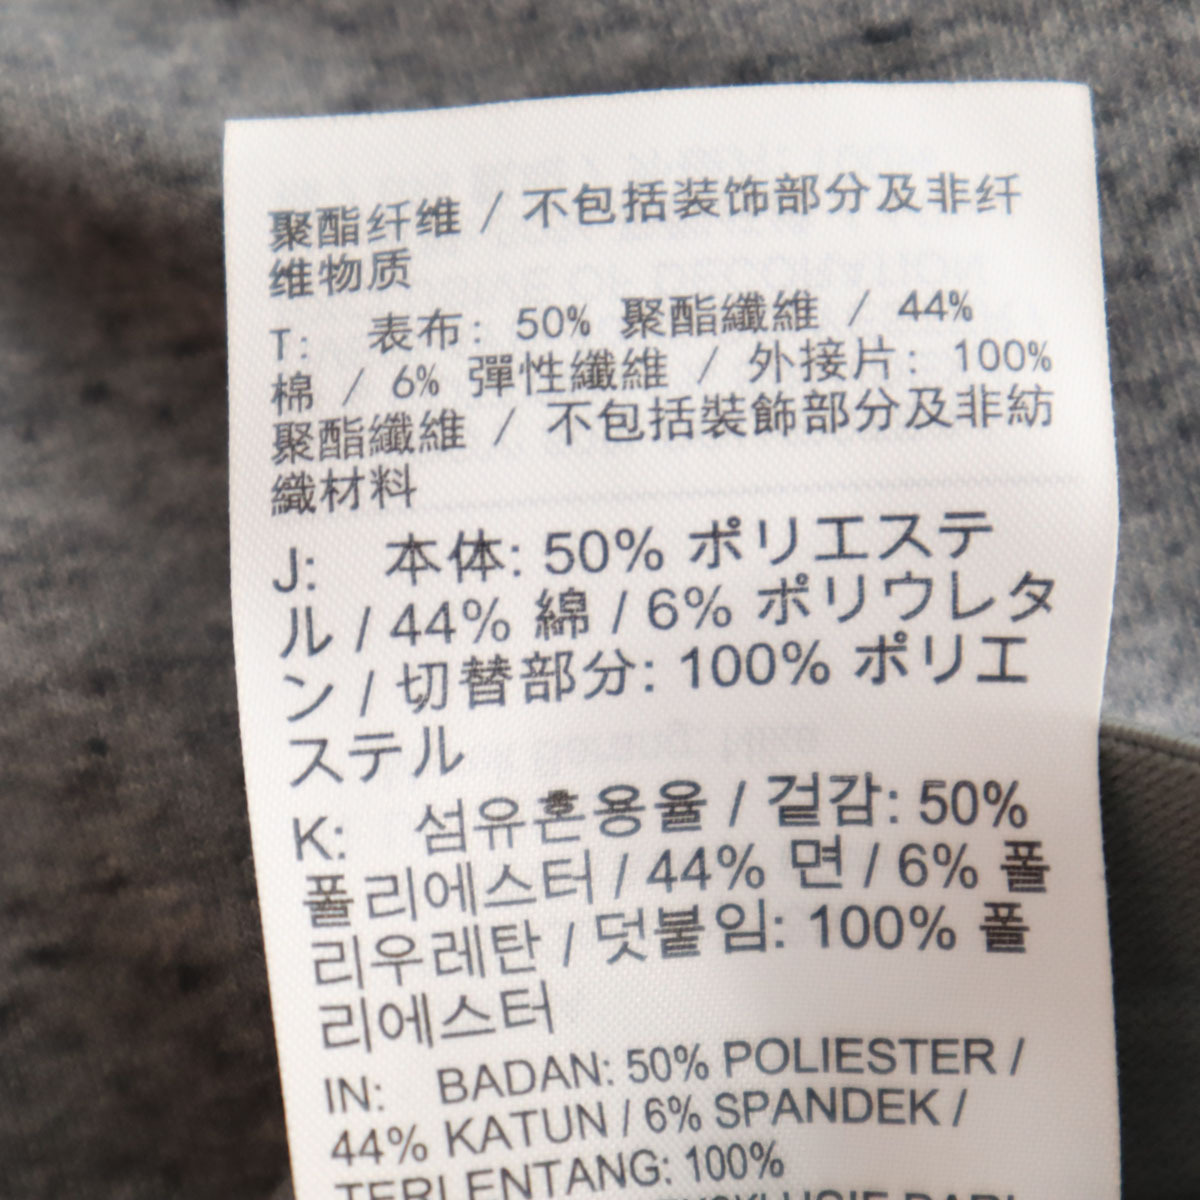 聚酯纤维 / 不包括装饰部分及非纤
维物质
T: 表布: 50% 聚酯纖維 / 44%
棉 / 6% 彈性纖維 / 外接片: 100%
聚酯纖維 / 不包括裝飾部分及非紡
織材料
J: 本体: 50% ポリエステ
ル / 44% 綿 / 6% ポリウレタ
ン / 切替部分: 100% ポリエ
ステル
K: 섬유혼용율 / 겉감: 50%
폴리에스터 / 44% 면 / 6% 폴
리우레탄 / 덧붙임: 100% 폴
리에스터
IN: BADAN: 50% POLIESTER /
44% KATUN / 6% SPANDEK /
TERLENTANG: 100%